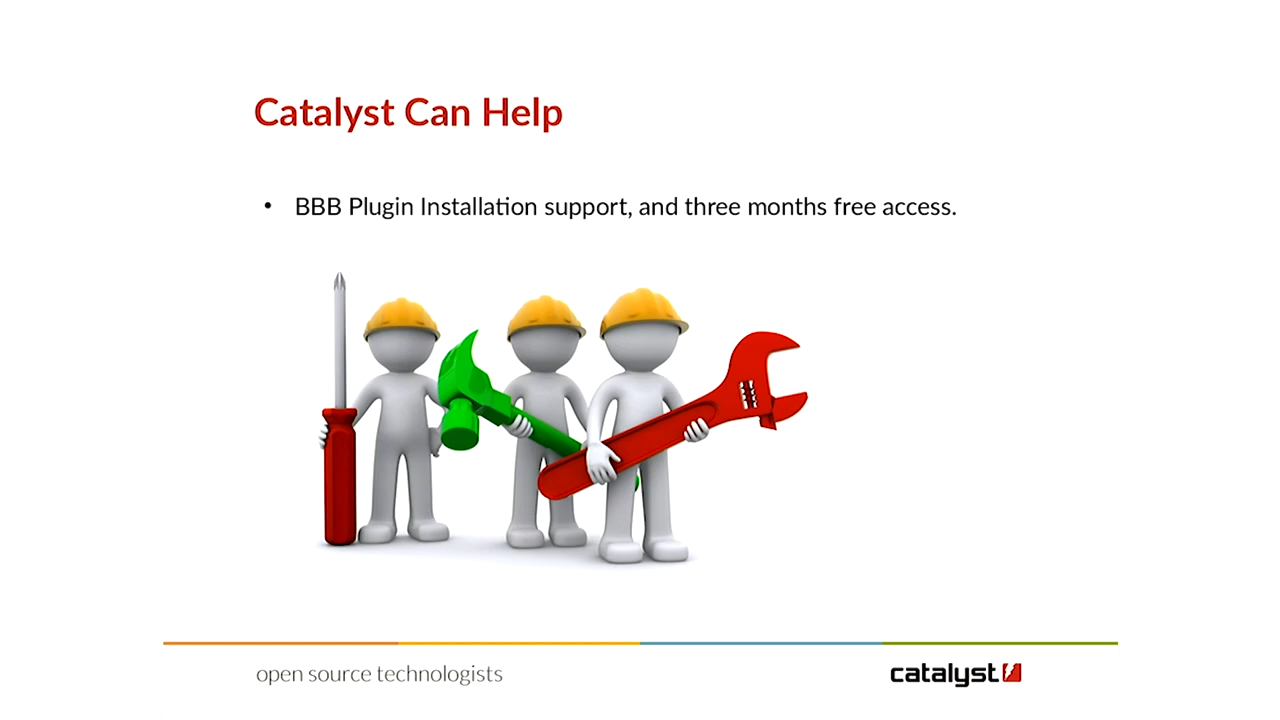 Catalyst Can Help
• BBB Plugin Installation support, and three months free access.
open source technologists
catalyst